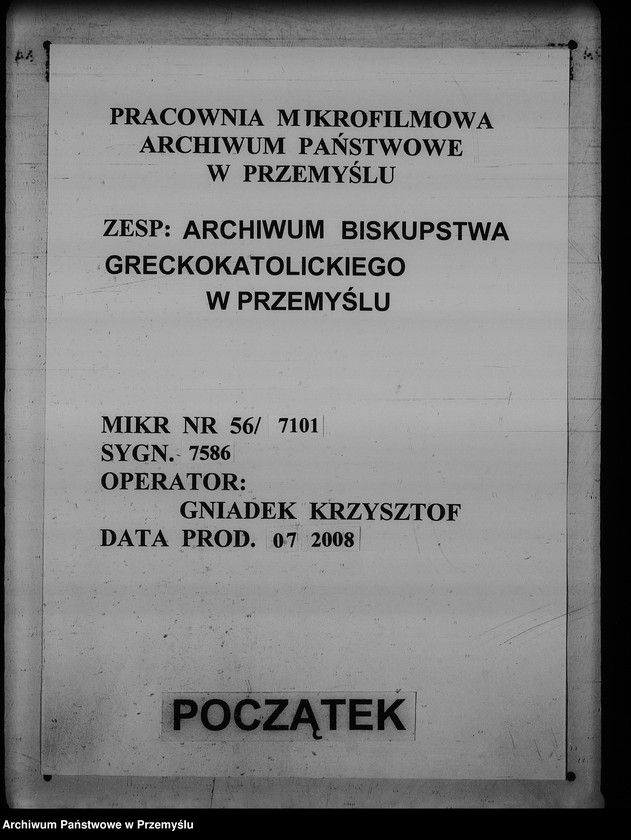 PRACOWNIA MIKROFILMOWA
ARCHIWUM PAŃSTWOWE
W PRZEMYŚLU
ZESP: ARCHIWUM BISKUPSTWA
GRECKOKATOLICKIEGO
W PRZEMYŚLU
MIKR NR 56/ 7101
SYGN. 7586
OPERATOR:
GNIADEK KRZYSZTOF
DATA PROD. 07 2008
POCZĄTEK
Archiwum Państwowe w Przemyślu